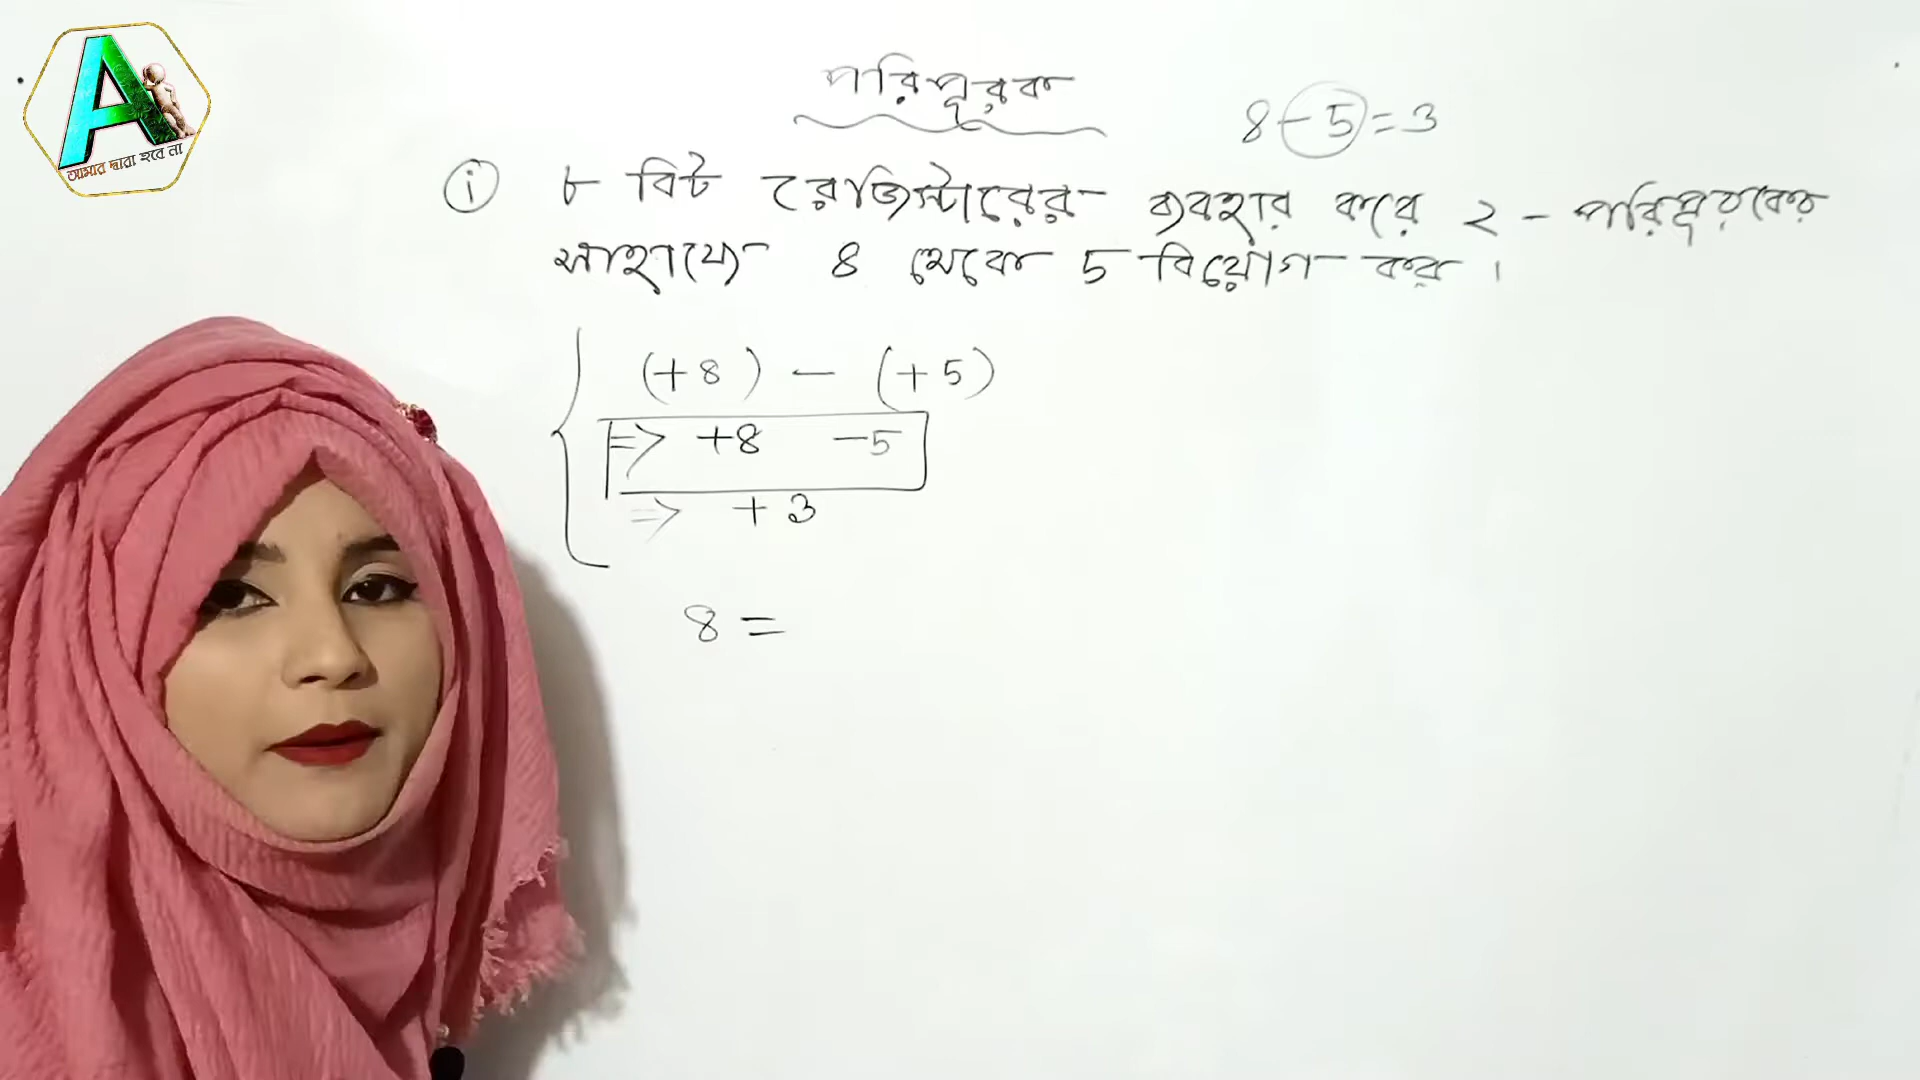 আমার দ্বারা হবে না
পরিপূরক
8 - 5 = 3
i ৮ বিট রেজিস্টারের ব্যবহার করে ২ - পরিপূরকের
সাহায্যে 8 থেকে 5 বিয়োগ কর ।
(+8) - (+5)
=> +8 -5
=> +3
8 =